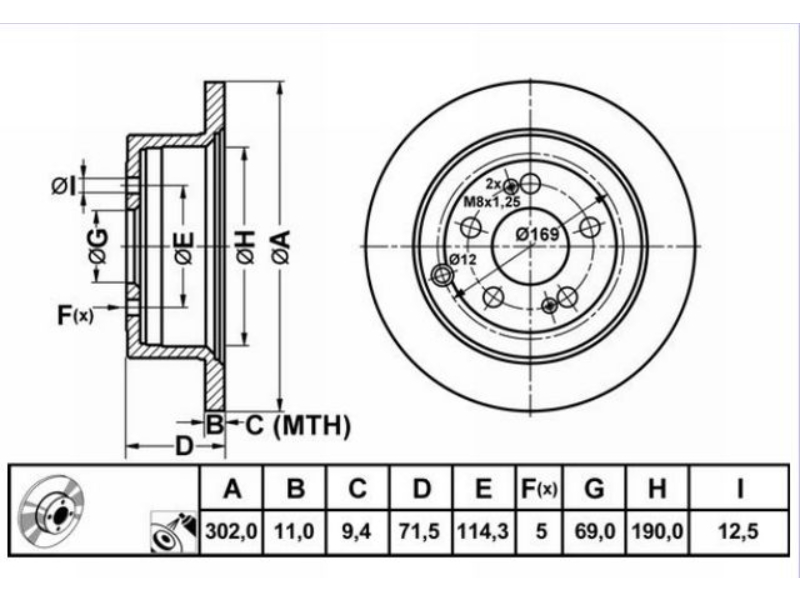 ØI
ØG
ØE
ØH
ØA
F(x)
B
C (MTH)
D
2x
M8x1,25
Ø169
Ø12
A B C D E F(x) G H I
302,0 11,0 9,4 71,5 114,3 5 69,0 190,0 12,5